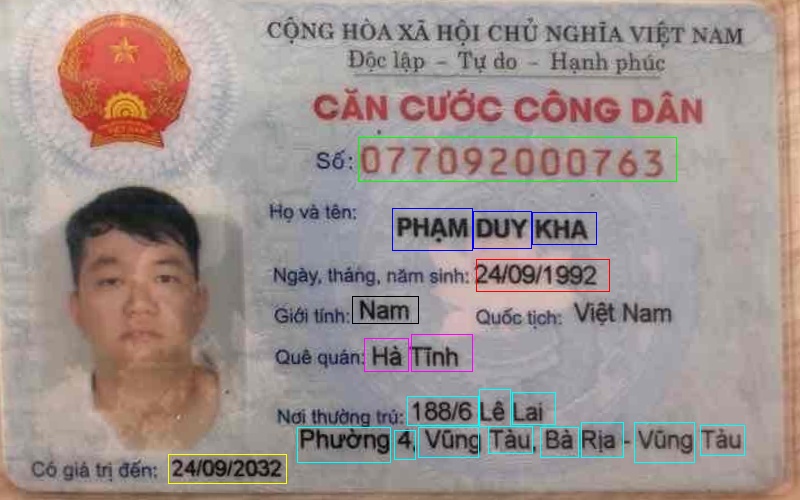 CỘNG HÒA XÃ HỘI CHỦ NGHĨA VIỆT NAM
Độc lập - Tự do - Hạnh phúc
CĂN CƯỚC CÔNG DÂN
Số: 077092000763
Họ và tên: PHẠM DUY KHA
Ngày, tháng, năm sinh: 24/09/1992
Giới tính: Nam Quốc tịch: Việt Nam
Quê quán: Hà Tĩnh
Nơi thường trú: 188/6 Lê Lai
Phường 4, Vũng Tàu, Bà Rịa - Vũng Tàu
Có giá trị đến: 24/09/2032